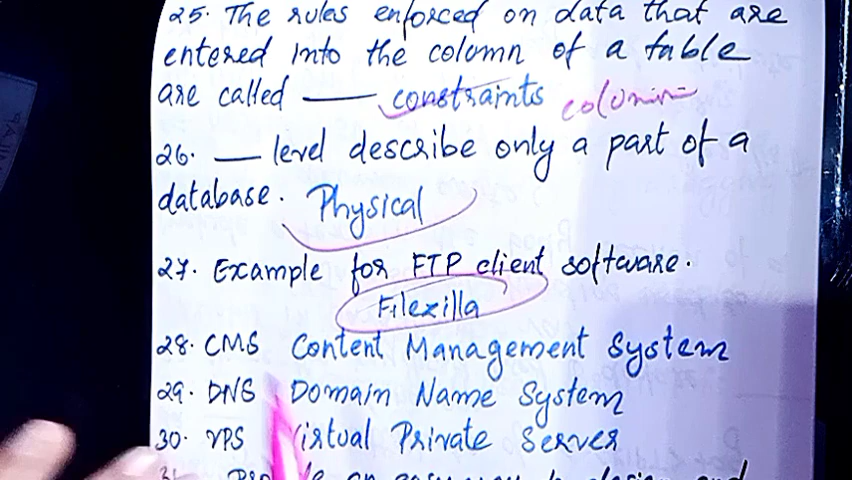 25. The rules enforced on data that are
entered into the column of a table
are called —— constraints column
26. —— level describe only a part of a
database. Physical
27. Example for FTP client software.
Filezilla
28. CMS Content Management System
29. DNS Domain Name System
30. VPS Virtual Private Server